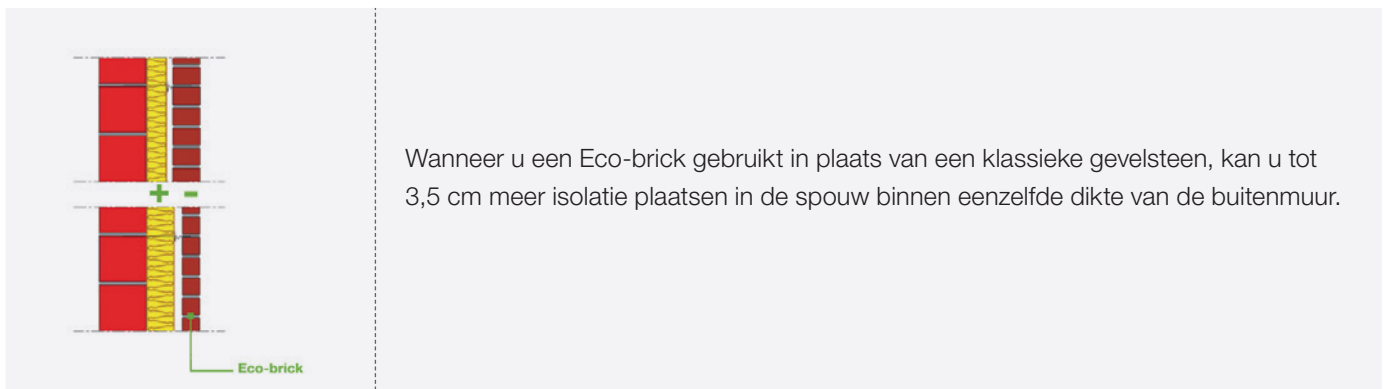 + -
Eco-brick
Wanneer u een Eco-brick gebruikt in plaats van een klassieke gevelsteen, kan u tot
3,5 cm meer isolatie plaatsen in de spouw binnen eenzelfde dikte van de buitenmuur.